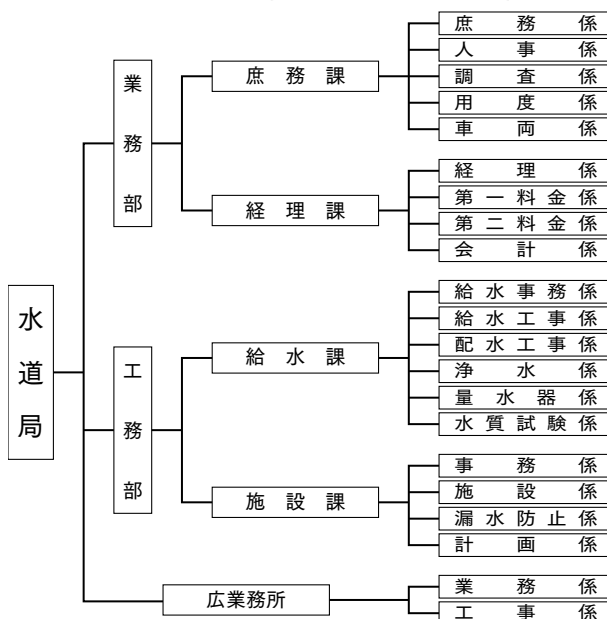 水道局
業務部
庶務課
庶務係
人事係
調査係
用度係
車両係
経理課
経理係
第一料金係
第二料金係
会計係
工務部
給水課
給水事務係
給水工事係
配水工事係
浄水係
量水器係
水質試験係
施設課
事務係
施設係
漏水防止係
計画係
広業務所
業務係
工事係